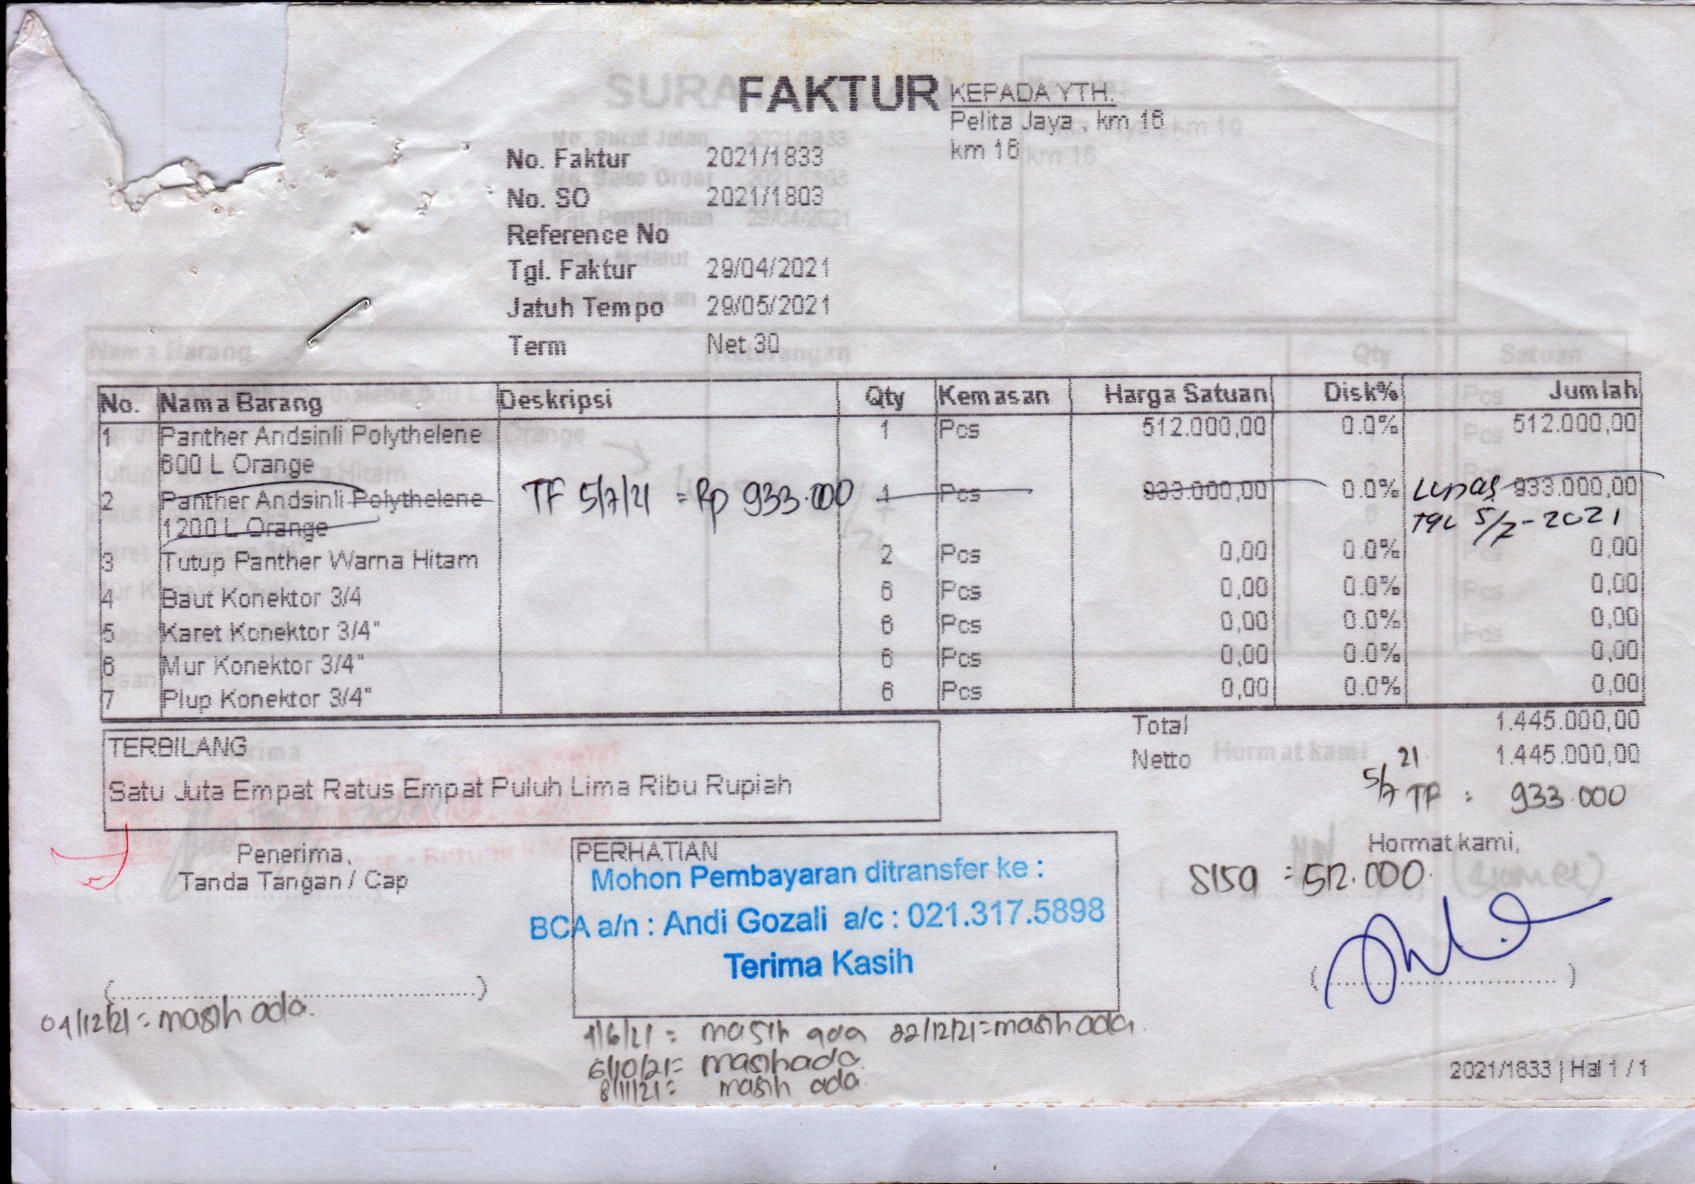 FAKTUR
KEPADA YTH.
Pelita Jaya , km 16
km 16
No. Faktur 2021/1833
No. SO 2021/1803
Reference No
Tgl. Faktur 29/04/2021
Jatuh Tempo 29/05/2021
Term Net 30
No. Nama Barang Deskripsi Qty Kemasan Harga Satuan Disk% Jumlah
1 Panther Andsinli Polythelene 1 Pcs 512.000,00 0.0% 512.000,00
600 L Orange
2 Panther Andsinli Polythelene TF 5/7/21 = Rp 933.000 1 Pcs 933.000,00 0.0% Lunas 933.000,00
1200 L Orange TGL 5/7-2021
3 Tutup Panther Warna Hitam 2 Pcs 0,00 0.0% 0,00
4 Baut Konektor 3/4 6 Pcs 0,00 0.0% 0,00
5 Karet Konektor 3/4" 6 Pcs 0,00 0.0% 0,00
6 Mur Konektor 3/4" 6 Pcs 0,00 0.0% 0,00
7 Plup Konektor 3/4" 6 Pcs 0,00 0.0% 0,00
Total 1.445.000,00
Netto 1.445.000,00
5/7 21 TF : 933.000
TERBILANG
Satu Juta Empat Ratus Empat Puluh Lima Ribu Rupiah
Penerima,
Tanda Tangan / Cap
PERHATIAN
Mohon Pembayaran ditransfer ke :
BCA a/n : Andi Gozali a/c : 021.317.5898
Terima Kasih
Hormat kami,
sisa = 512.000
(..............................)
(..............................)
masih ada
masih ada 22/12/21=masih ada
6/10/21= masih ada
8/11/21= masih ada
2021/1833 | Hal 1 / 1